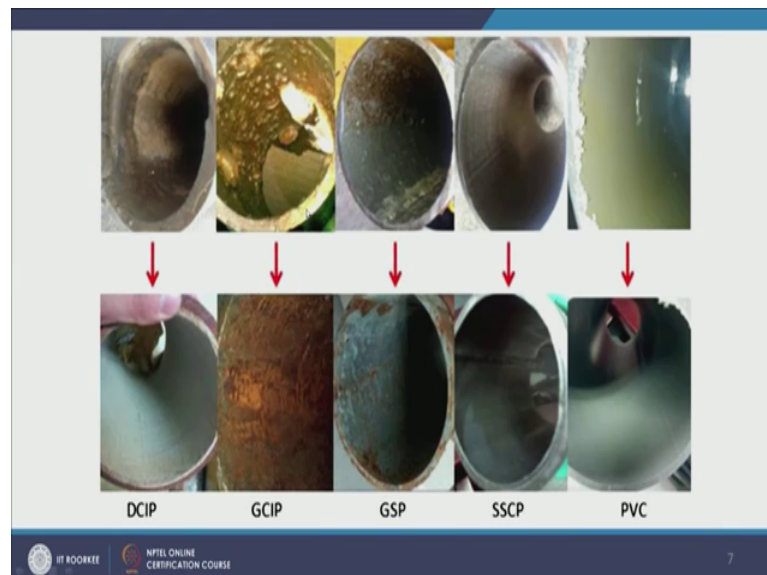 DCIP GCIP GSP SSCP PVC
IIT ROORKEE
NPTEL ONLINE
CERTIFICATION COURSE
7